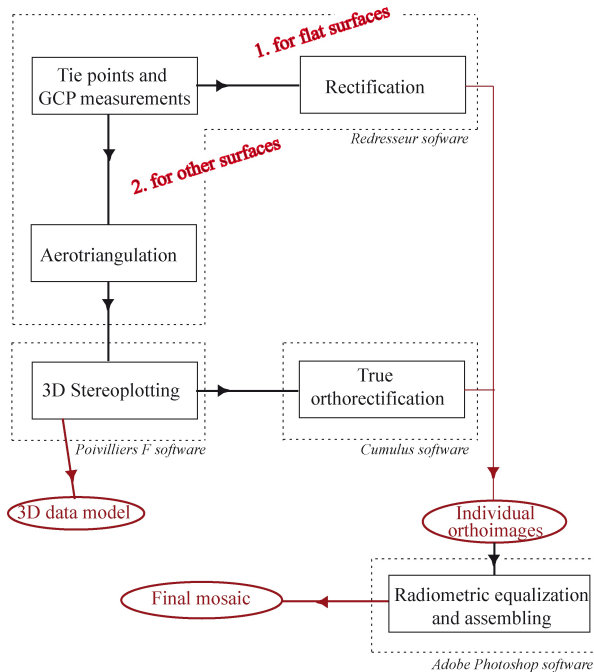 1. for flat surfaces
Tie points and
GCP measurements
Rectification
Redresseur sofware
2. for other surfaces
Aerotriangulation
3D Stereoplotting
True
orthorectification
Poivilliers F software
Cumulus software
3D data model
Individual
orthoimages
Final mosaic
Radiometric equalization
and assembling
Adobe Photoshop software